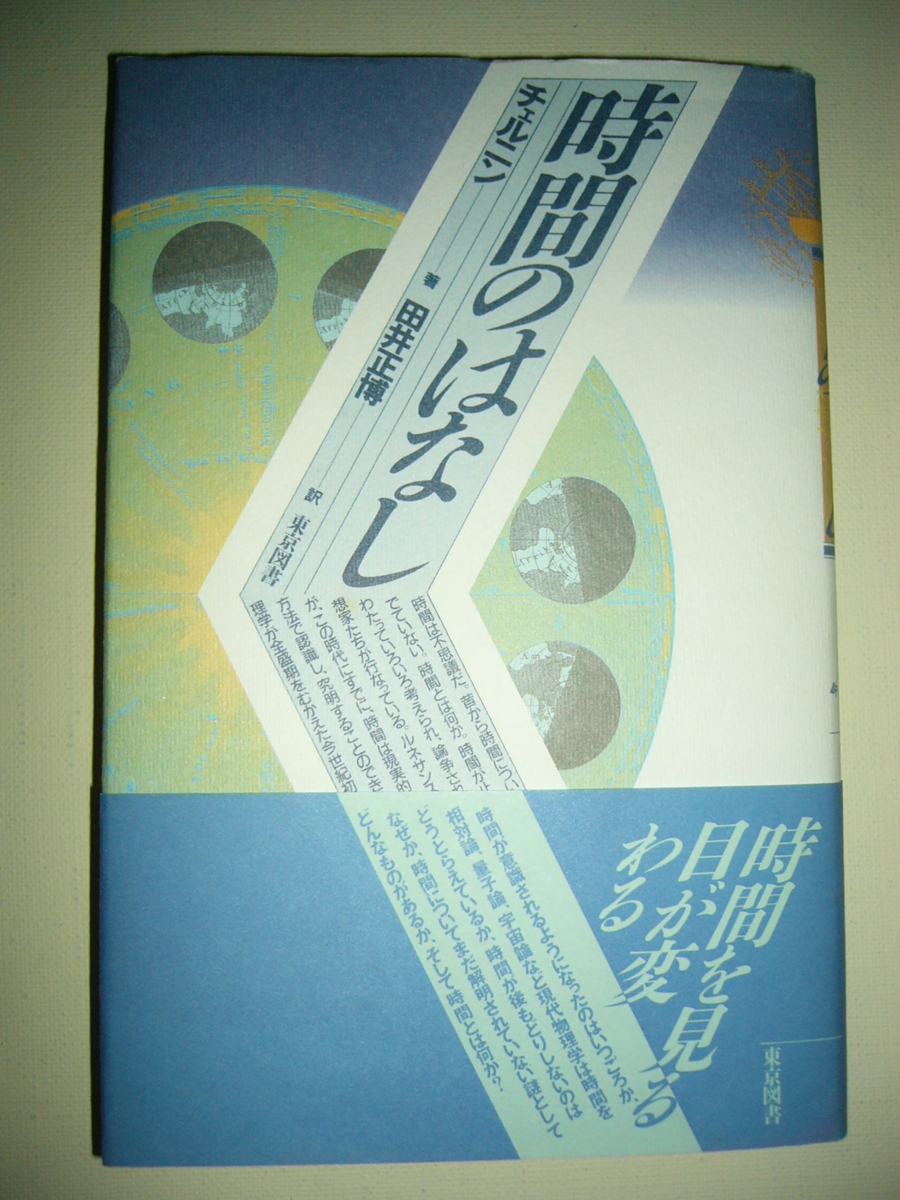 時間のはなし
チェルニン
著
田井正博
訳
東京図書
時間は不思議だ。昔から時間につい
てていない。時間とは何か。時間が
わたっていろいろ考えられ、論争さ
想家たちが行なっている。ルネサンス
が、この時代にすでに、時間は現実的
方法で認識し、究明することのでき
理学が全盛期をむかえた今世紀初
時間が意識されるようになったのはいつごろか、
相対論、量子論、宇宙論など現代物理学は時間を
どうとらえているか、時間が後もどりしないのは
なぜか、時間についてまだ解明されていない謎として
どんなものがあるか、そして時間とは何か?
時間を見る
目が変
わる
東京図書